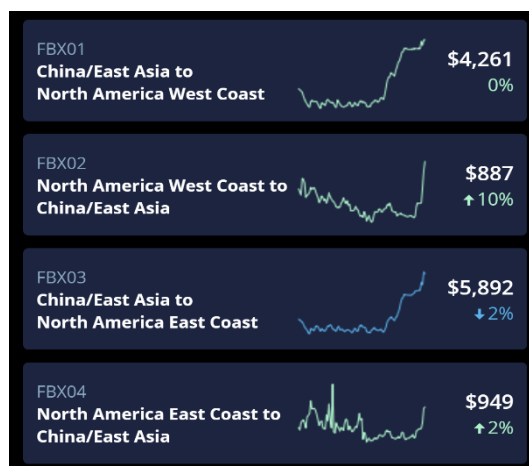 FBX01
China/East Asia to
North America West Coast
$4,261
0%
FBX02
North America West Coast to
China/East Asia
$887
↑10%
FBX03
China/East Asia to
North America East Coast
$5,892
↓2%
FBX04
North America East Coast to
China/East Asia
$949
↑2%